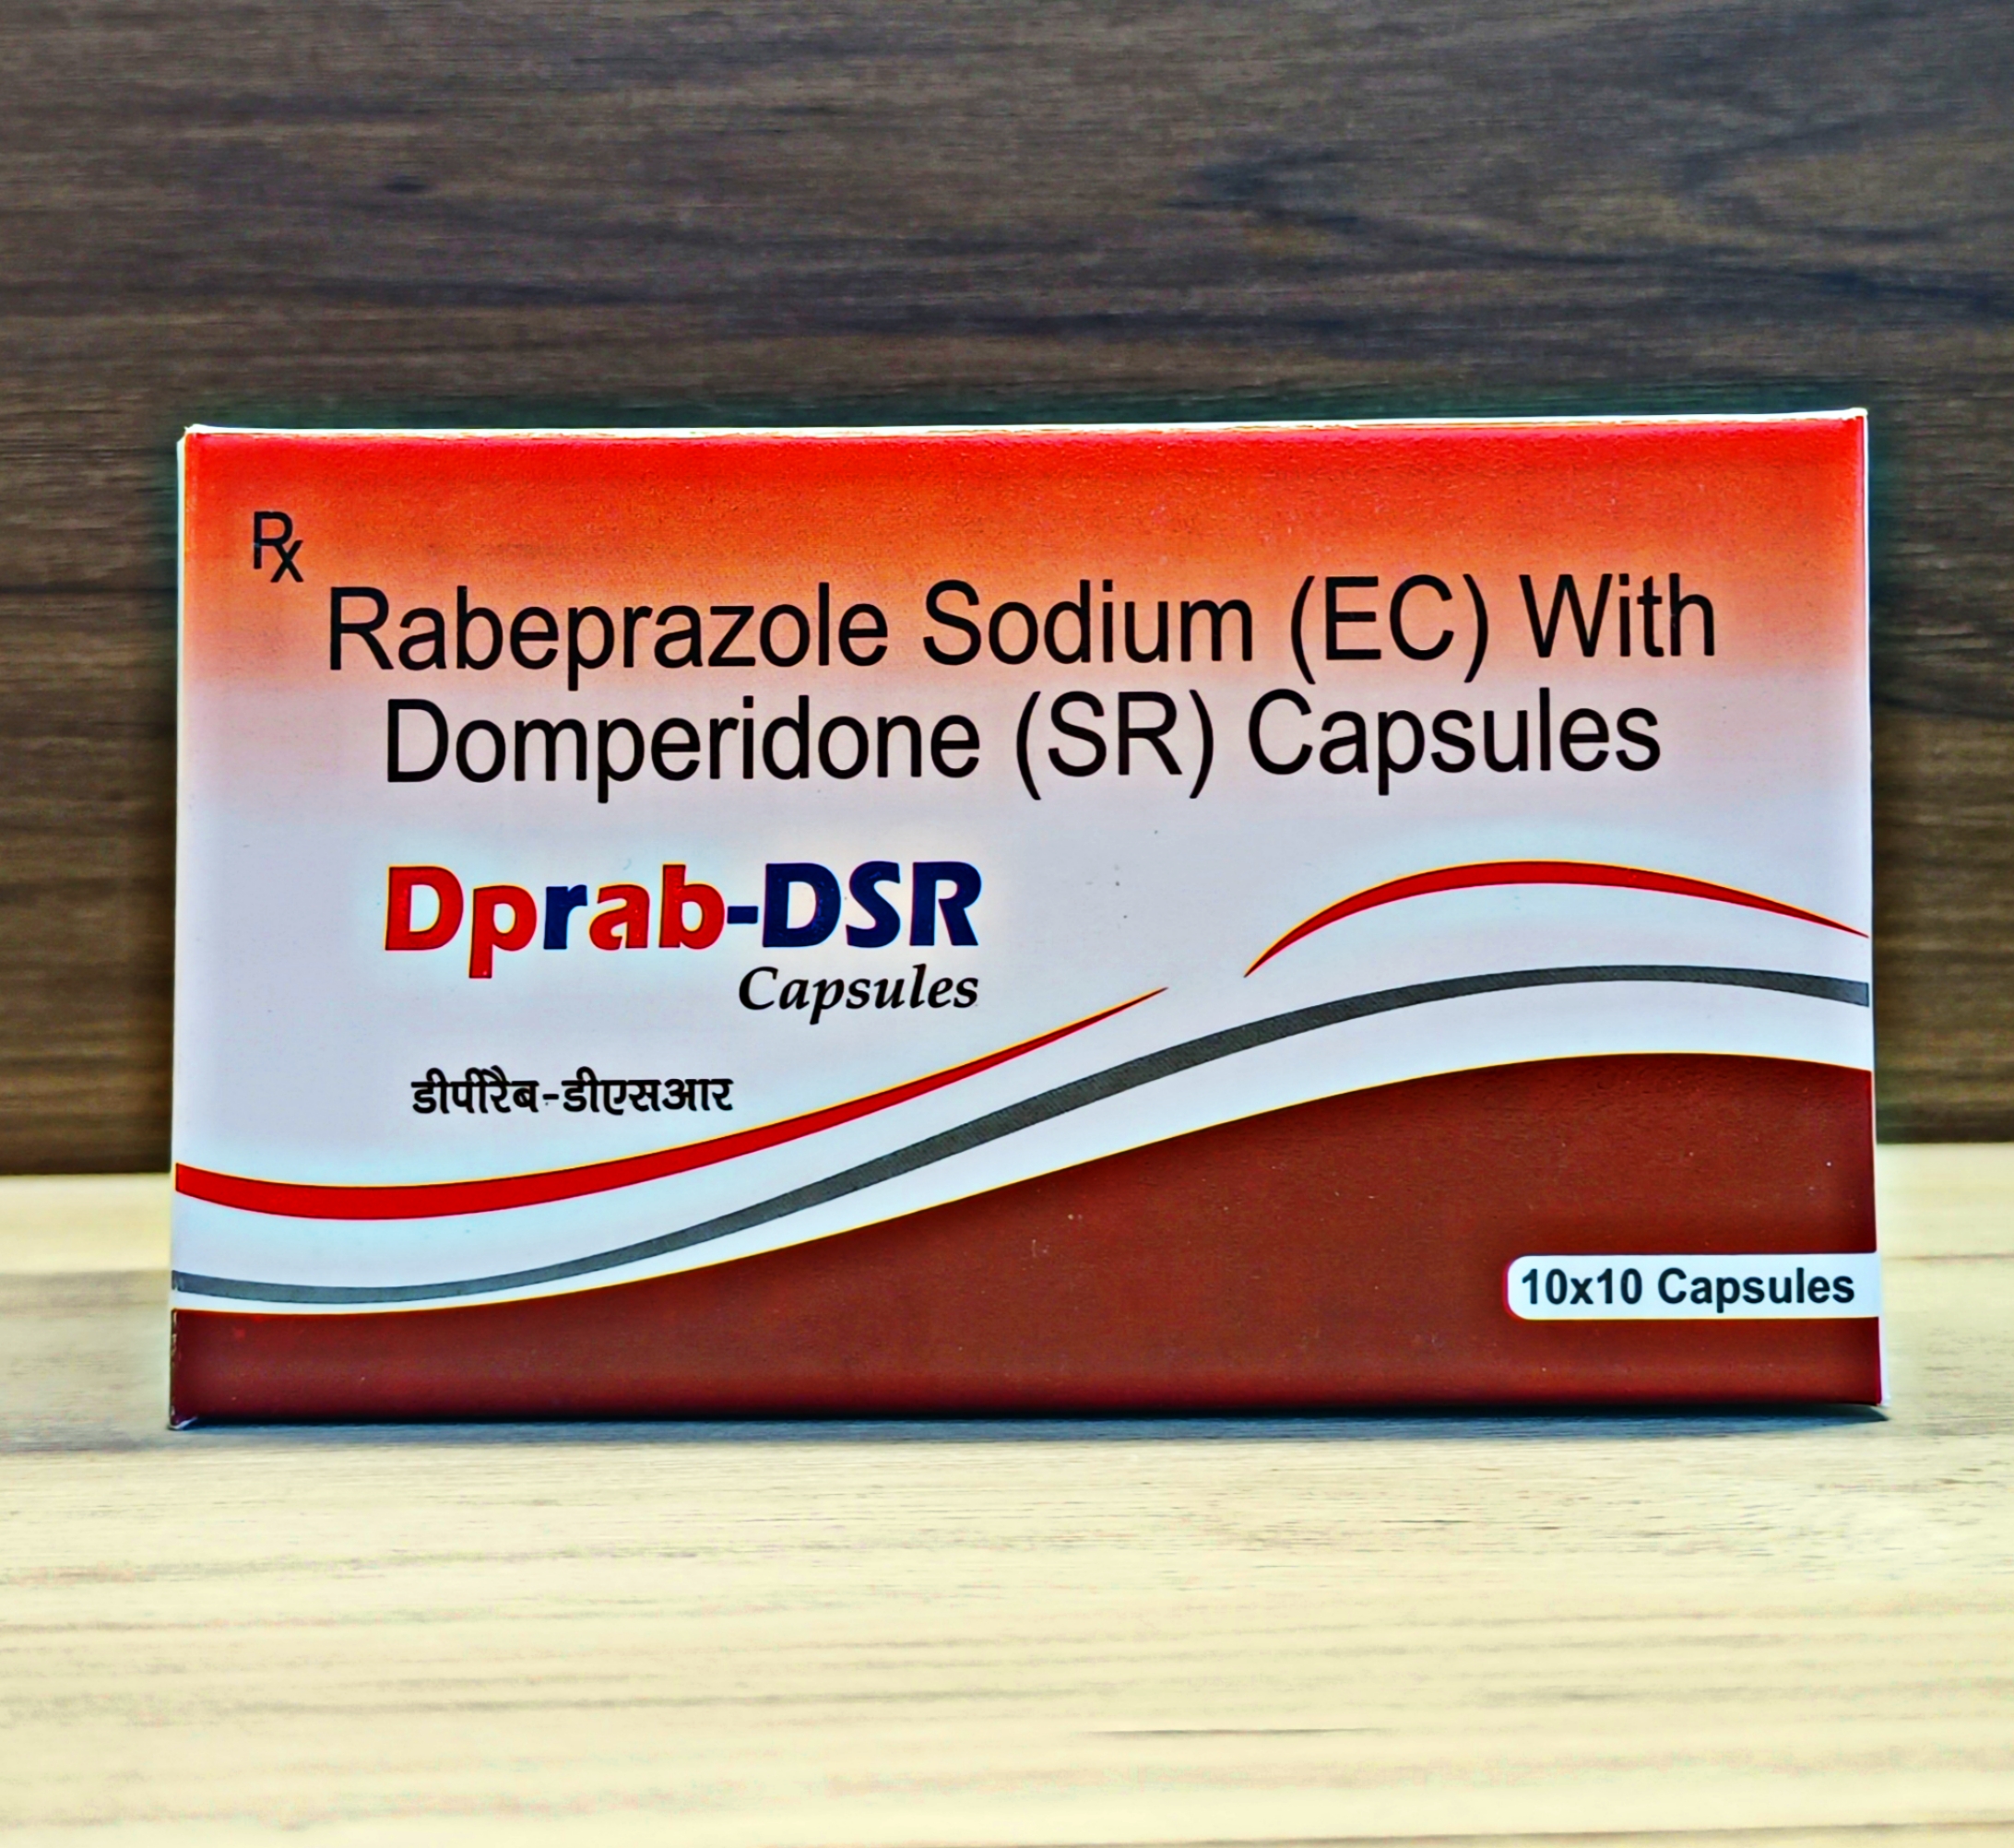 Rx
Rabeprazole Sodium (EC) With
Domperidone (SR) Capsules
Dprab-DSR
Capsules
डीपीरैब-डीएसआर
10x10 Capsules